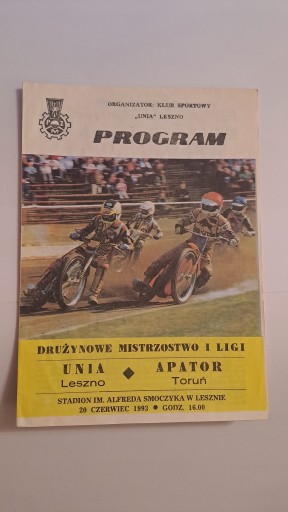 ORGANIZATOR: KLUB SPORTOWY
„UNIA" LESZNO
PROGRAM
DRUŻYNOWE MISTRZOSTWO I LIGI
UNIA ◆ APATOR
Leszno Toruń
STADION IM. ALFREDA SMOCZYKA W LESZNIE
20 CZERWIEC 1993 ● GODZ. 16.00